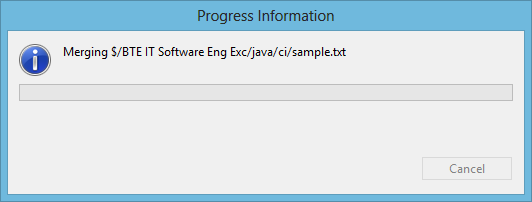 Progress Information
Merging $/BTE IT Software Eng Exc/java/ci/sample.txt
Cancel